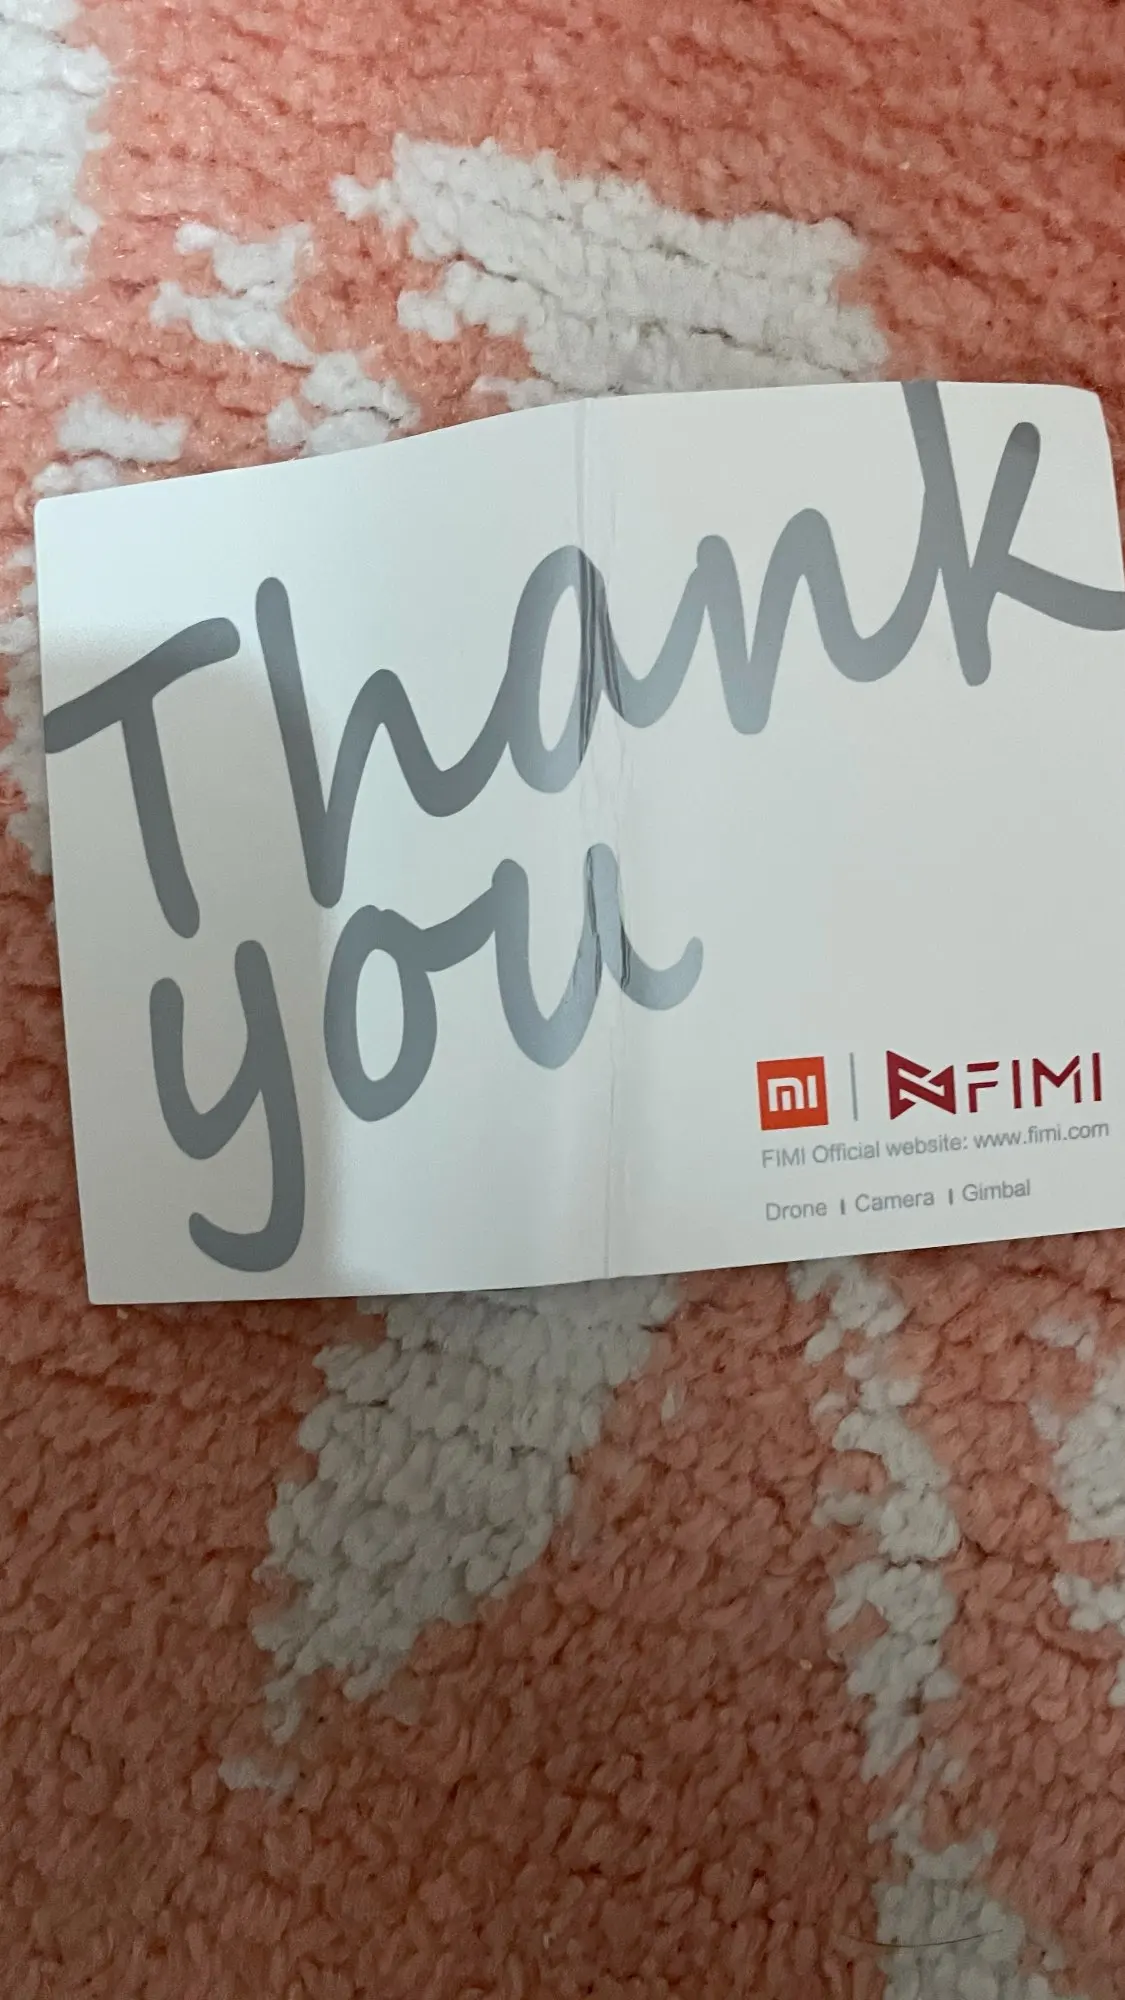 Thank
you
mi | FIMI
FIMI Official website: www.fimi.com
Drone | Camera | Gimbal